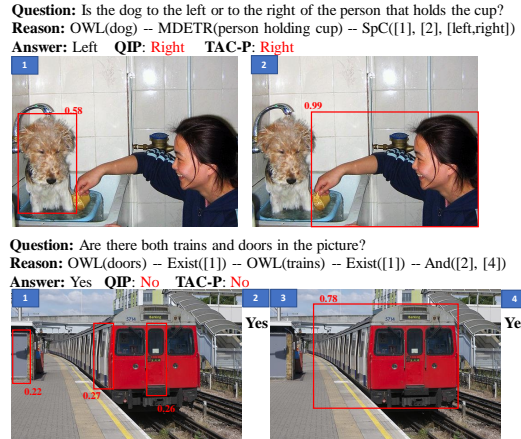 Question: Is the dog to the left or to the right of the person that holds the cup?
Reason: OWL(dog) -- MDETR(person holding cup) -- SpC([1], [2], [left,right])
Answer: Left QIP: Right TAC-P: Right
1 2
0.58 0.99
Question: Are there both trains and doors in the picture?
Reason: OWL(doors) -- Exist([1]) -- OWL(trains) -- Exist([1]) -- And([2], [4])
Answer: Yes QIP: No TAC-P: No
1 2 3 4
0.78
Yes Yes
0.22 0.27 0.26